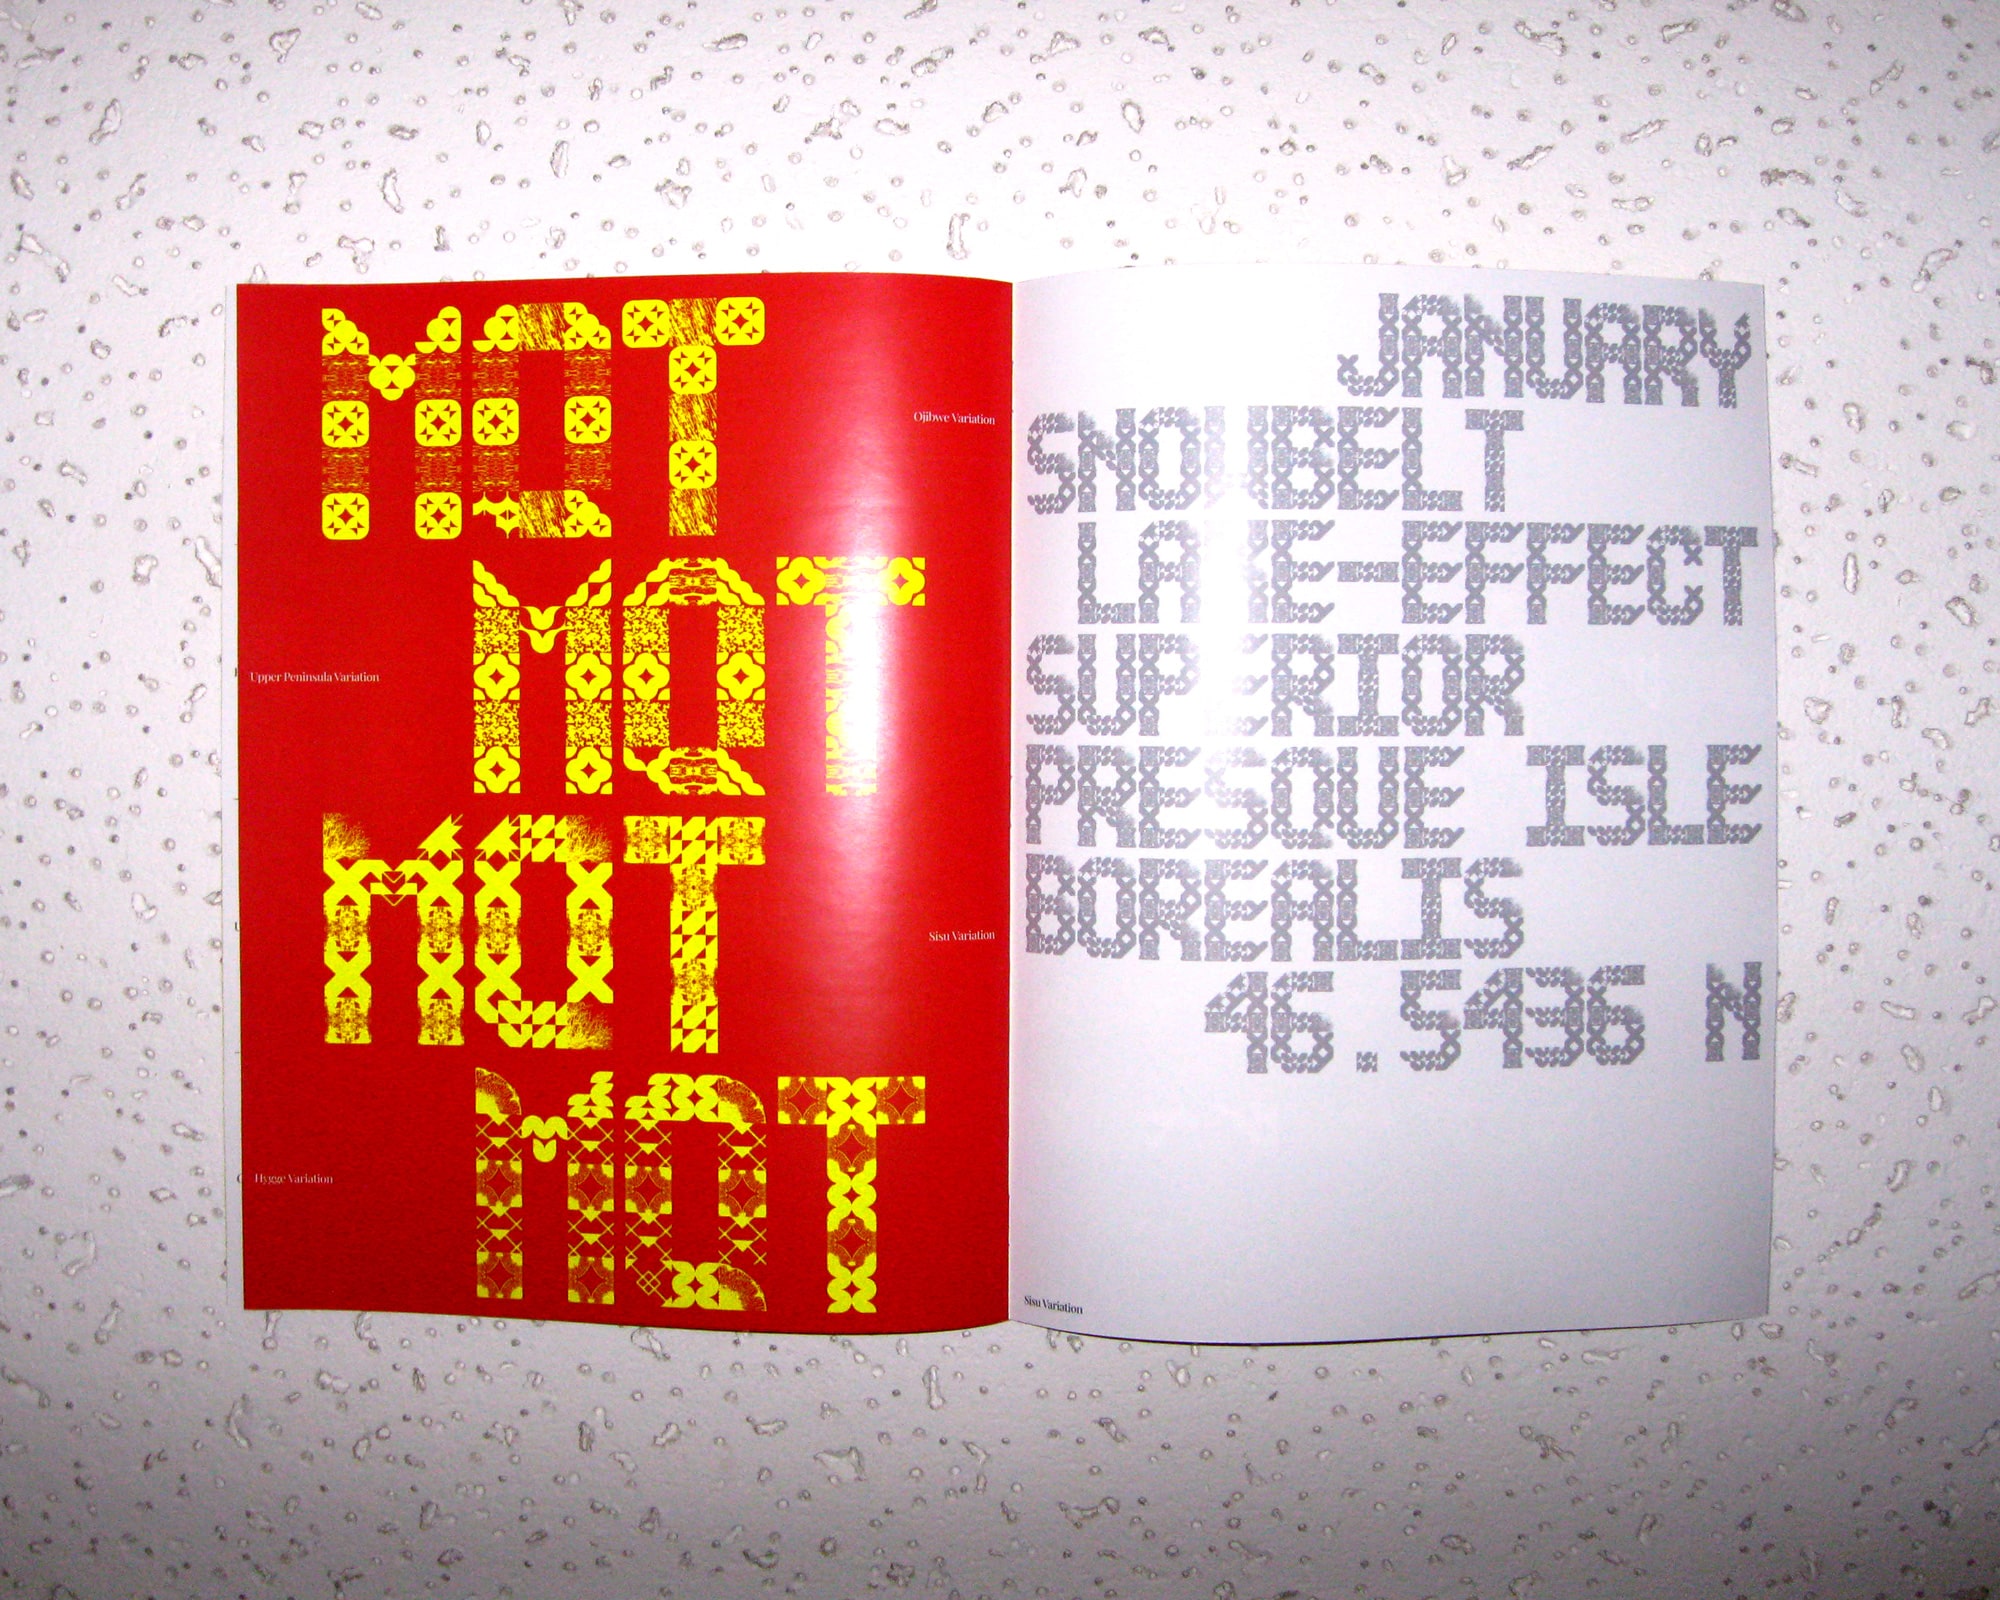 MQT
Ojibwe Variation
MQT
Upper Peninsula Variation
MQT
Sisu Variation
MQT
Hygge Variation
JANUARY
SNOWBELT
LAKE-EFFECT
SUPERIOR
PRESQUE ISLE
BOREALIS
46.5436 N
Sisu Variation